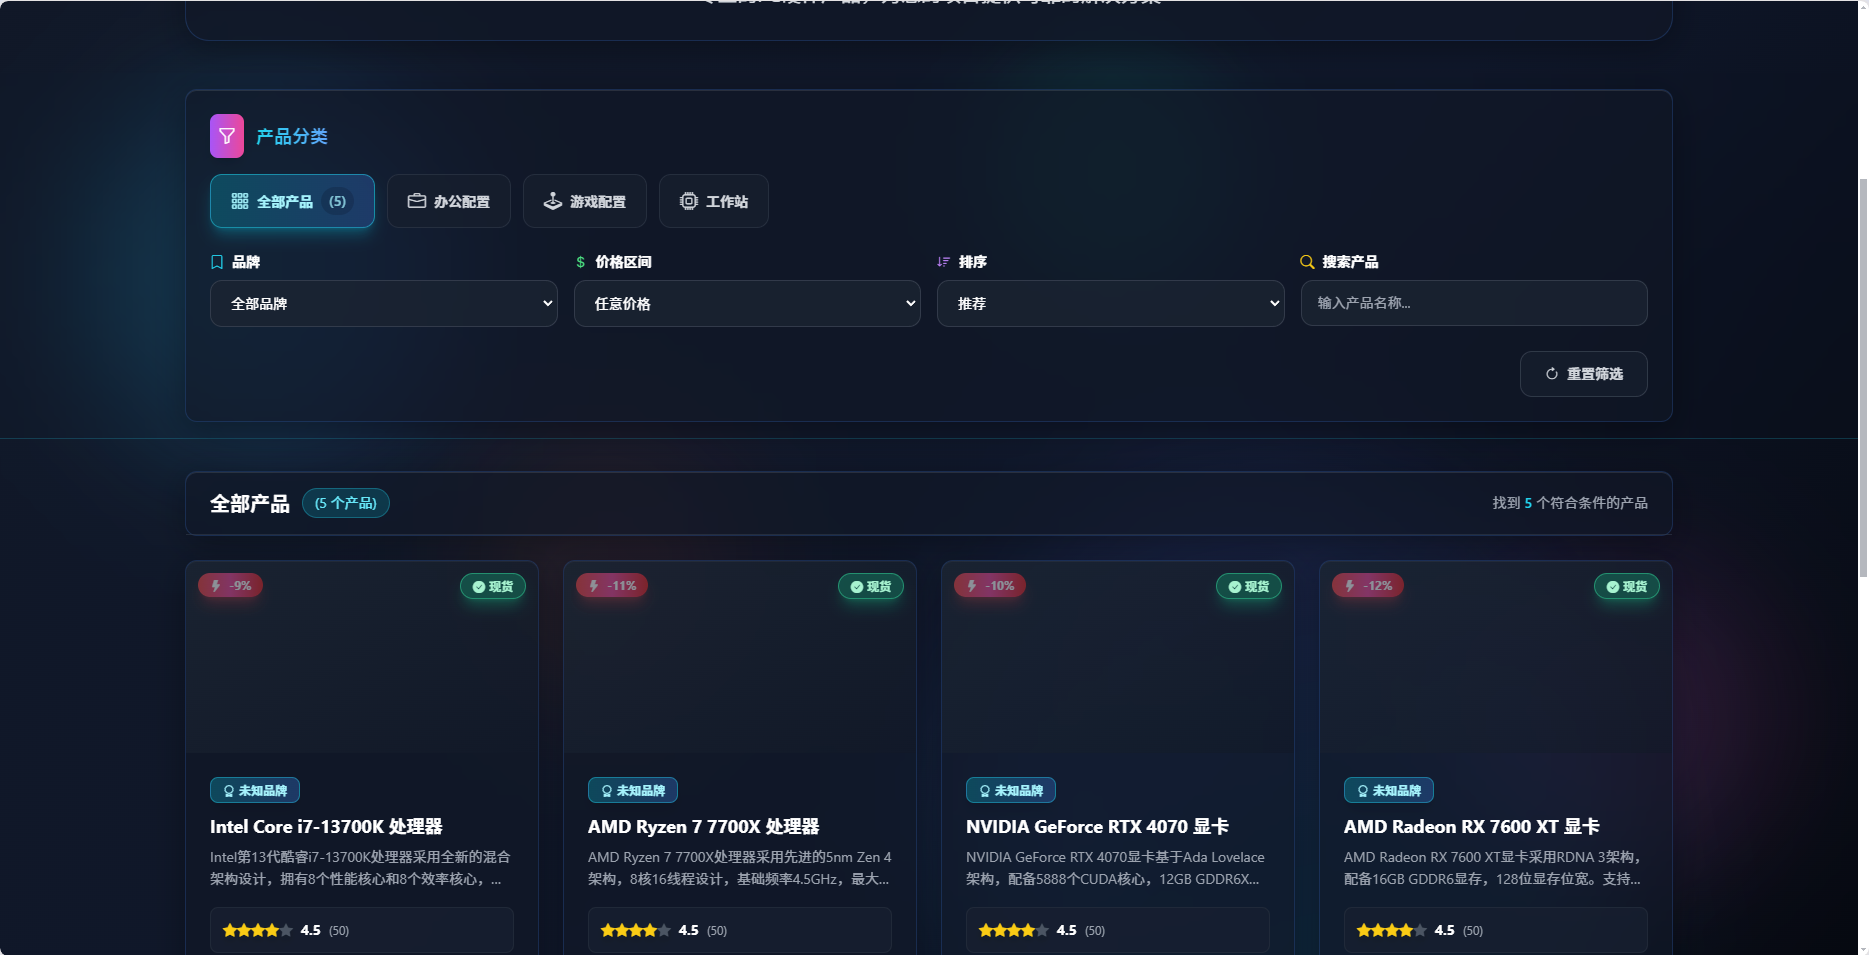 产品分类
全部产品 (5)
办公配置
游戏配置
工作站
品牌
价格区间
排序
搜索产品
全部品牌
任意价格
推荐
输入产品名称...
重置筛选
全部产品 (5 个产品)
找到 5 个符合条件的产品
-9%
现货
-11%
现货
-10%
现货
-12%
现货
未知品牌
Intel Core i7-13700K 处理器
Intel第13代酷睿i7-13700K处理器采用全新的混合
架构设计，拥有8个性能核心和8个效率核心，...
4.5 (50)
未知品牌
AMD Ryzen 7 7700X 处理器
AMD Ryzen 7 7700X处理器采用先进的5nm Zen 4
架构，8核16线程设计，基础频率4.5GHz，最大...
4.5 (50)
未知品牌
NVIDIA GeForce RTX 4070 显卡
NVIDIA GeForce RTX 4070显卡基于Ada Lovelace
架构，配备5888个CUDA核心，12GB GDDR6X...
4.5 (50)
未知品牌
AMD Radeon RX 7600 XT 显卡
AMD Radeon RX 7600 XT显卡采用RDNA 3架构，
配备16GB GDDR6显存，128位显存位宽。支持...
4.5 (50)